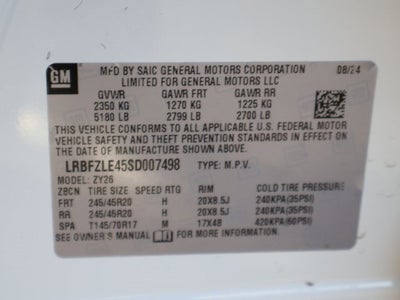 GM
MFD BY SAIC GENERAL MOTORS CORPORATION 08/24
LIMITED FOR GENERAL MOTORS LLC
GVWR GAWR FRT GAWR RR
2350 KG 1270 KG 1225 KG
5180 LB 2799 LB 2700 LB
THIS VEHICLE CONFORMS TO ALL APPLICABLE U.S. FEDERAL MOTOR
VEHICLE SAFETY AND THEFT PREVENTION STANDARDS IN EFFECT ON
THE DATE OF MANUFACTURE SHOWN ABOVE.
LRBFZLE45SD007498 TYPE: M.P.V.
MODEL: ZY26
ZBCN TIRE SIZE SPEED RTG RIM COLD TIRE PRESSURE
FRT 245/45R20 H 20X8.5J 240KPA(35PSI)
RR 245/45R20 H 20X8.5J 240KPA(35PSI)
SPA T145/70R17 M 17X4B 420KPA(60PSI)
SEE OWNER'S MANUAL FOR MORE INFORMATION.